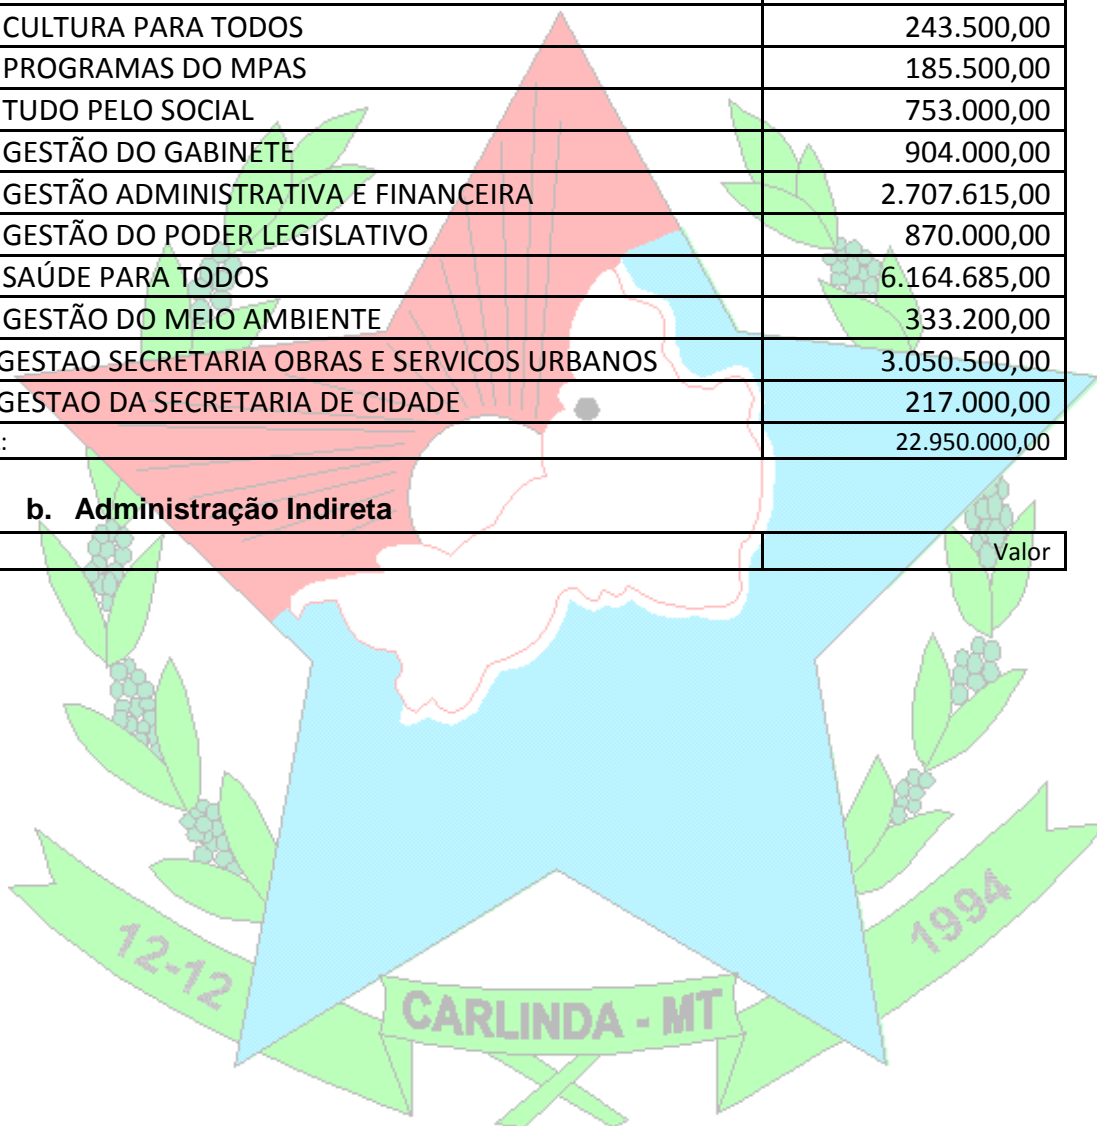 CULTURA PARA TODOS 243.500,00
PROGRAMAS DO MPAS 185.500,00
TUDO PELO SOCIAL 753.000,00
GESTÃO DO GABINETE 904.000,00
GESTÃO ADMINISTRATIVA E FINANCEIRA 2.707.615,00
GESTÃO DO PODER LEGISLATIVO 870.000,00
SAÚDE PARA TODOS 6.164.685,00
GESTÃO DO MEIO AMBIENTE 333.200,00
GESTAO SECRETARIA OBRAS E SERVICOS URBANOS 3.050.500,00
GESTAO DA SECRETARIA DE CIDADE 217.000,00
: 22.950.000,00
b. Administração Indireta
Valor
12-12
1994
CARLINDA - MT